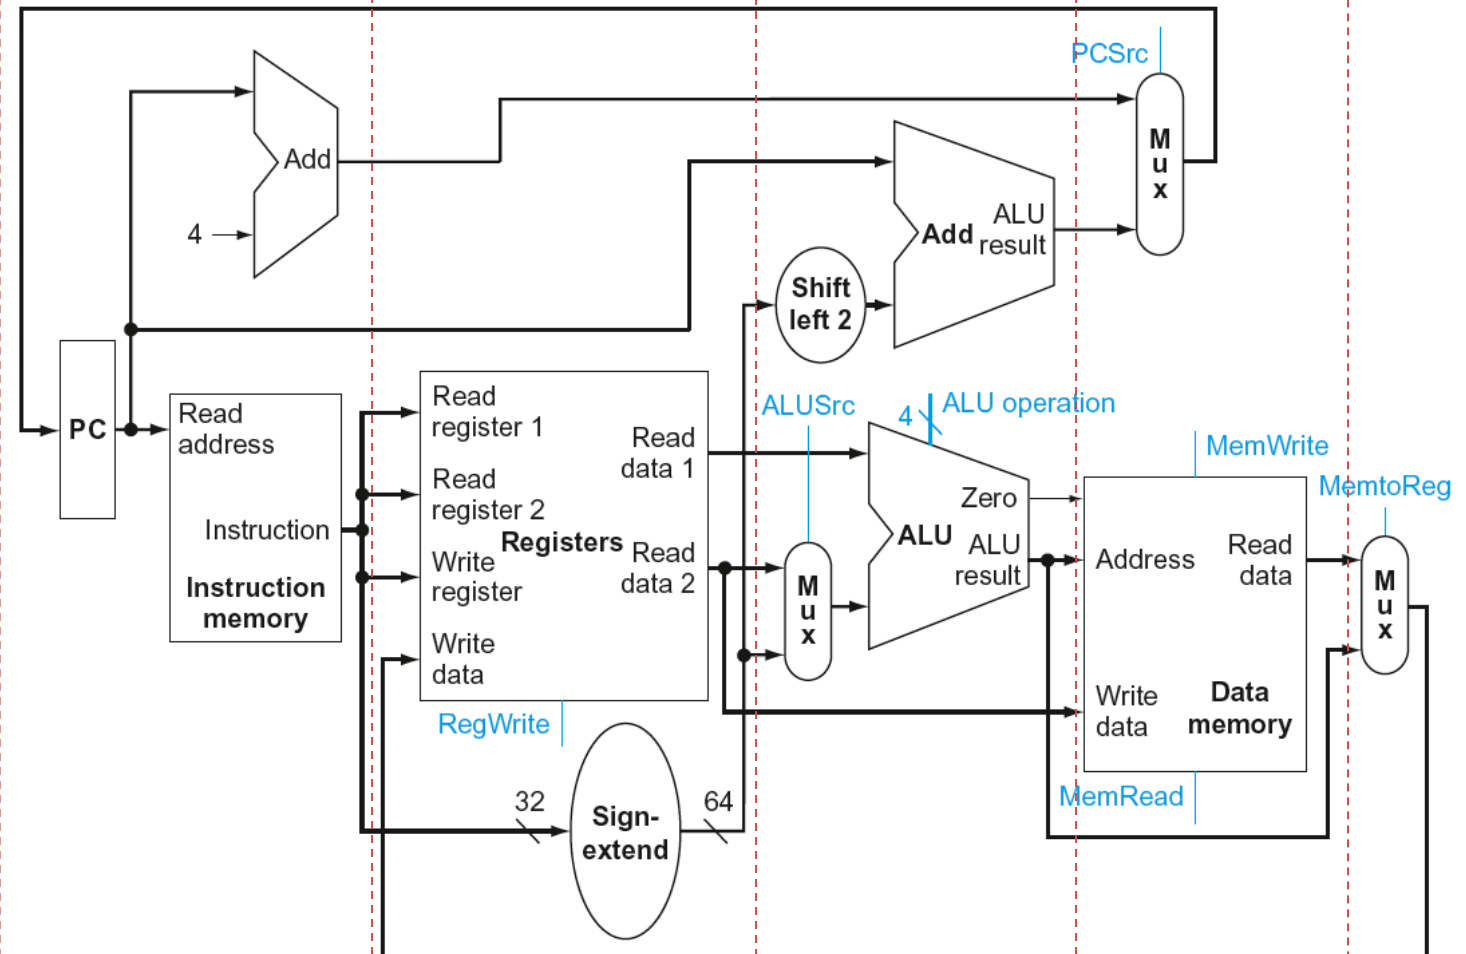 PCSrc
M
u
x
Add
4
Add
ALU
result
Shift
left 2
PC
Read
address
Instruction
Instruction
memory
Read
register 1
Read
register 2
Write
register
Write
data
Registers
Read
data 1
Read
data 2
RegWrite
ALUSrc
M
u
x
4
ALU operation
Zero
ALU
ALU
result
MemWrite
Address
Read
data
Write
data
Data
memory
MemRead
MemtoReg
M
u
x
32
Sign-
extend
64